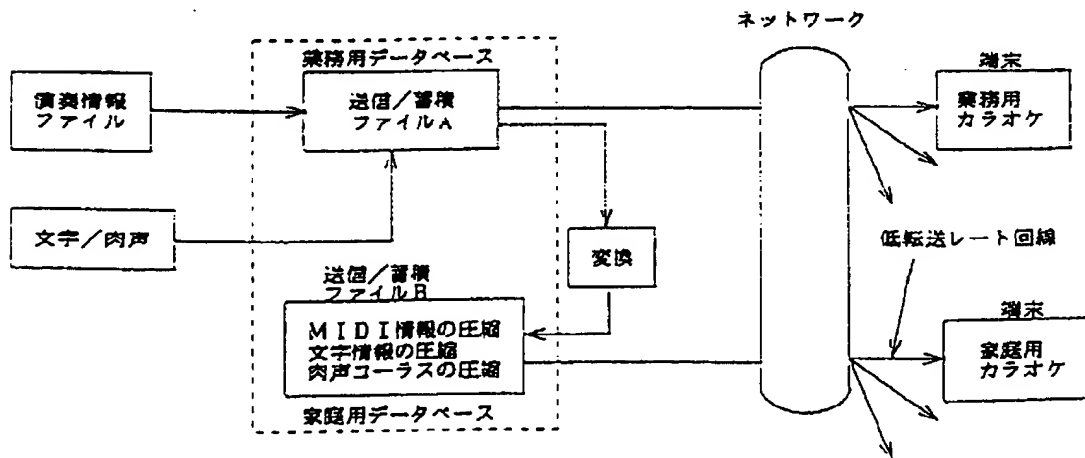 ネットワーク
業務用データベース
端末
演奏情報
ファイル
送信／蓄積
ファイルA
業務用
カラオケ
文字／肉声
変換
低転送レート回線
送信／蓄積
ファイルB
MIDI情報の圧縮
文字情報の圧縮
肉声コーラスの圧縮
家庭用データベース
端末
家庭用
カラオケ